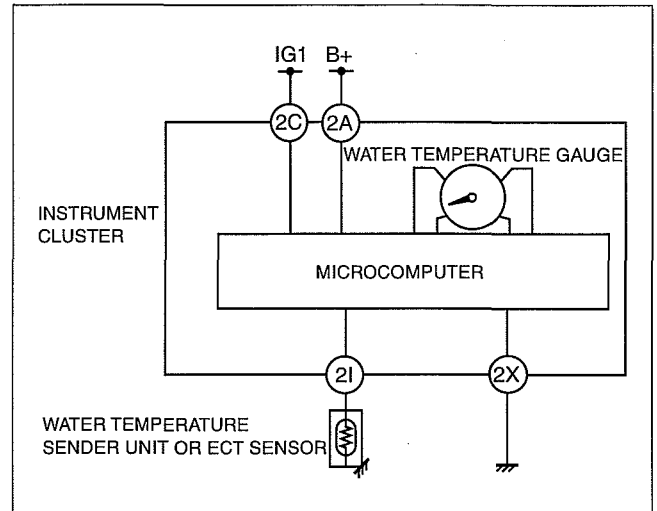 IG1 B+
2C 2A
WATER TEMPERATURE GAUGE
INSTRUMENT
CLUSTER
MICROCOMPUTER
2I 2X
WATER TEMPERATURE
SENDER UNIT OR ECT SENSOR